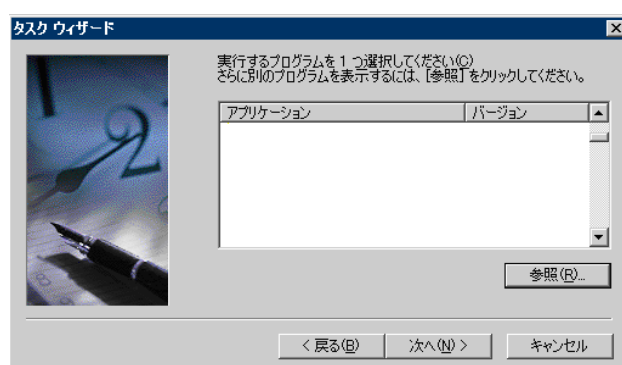 タスク ウィザード
実行するプログラムを 1 つ選択してください(C)
さらに別のプログラムを表示するには、[参照] をクリックしてください。
アプリケーション バージョン
参照(R)...
< 戻る(B) 次へ(N) > キャンセル